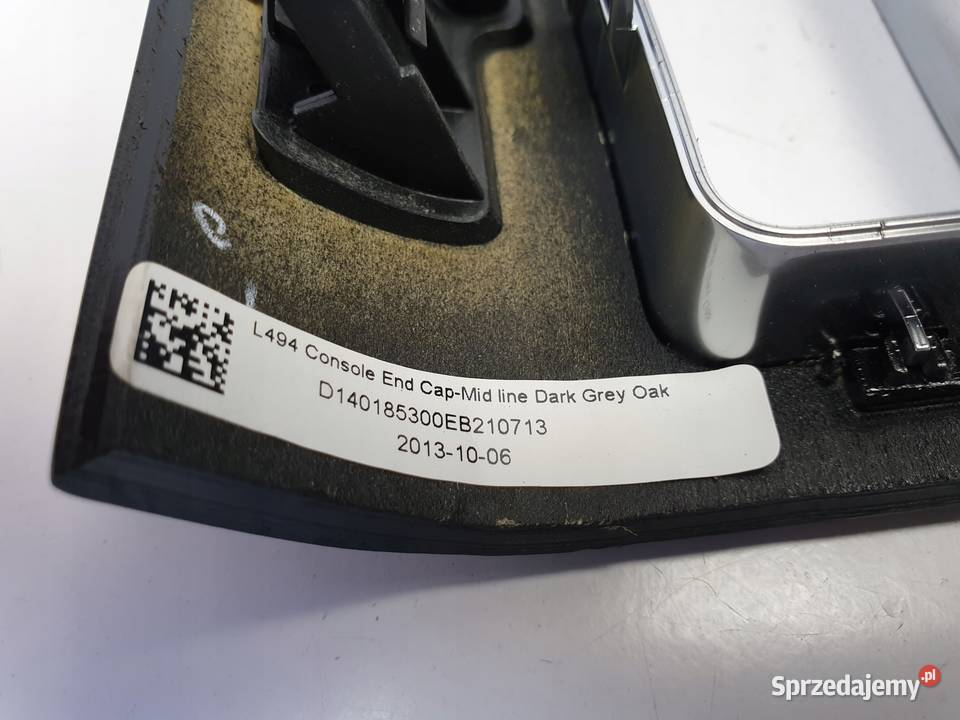 L494 Console End Cap-Mid line Dark Grey Oak
D140185300EB210713
2013-10-06
Sprzedajemy.pl